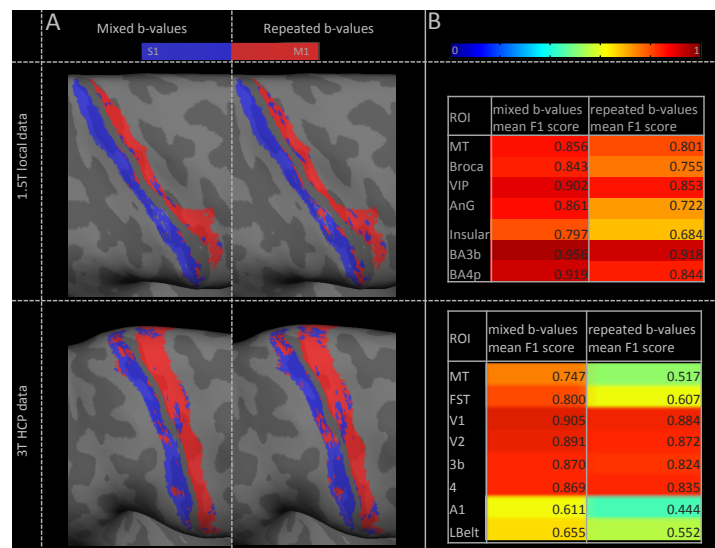 A
Mixed b-values Repeated b-values
S1 M1
1.5T local data
3T HCP data
B
0 1
ROI mixed b-values mean F1 score repeated b-values mean F1 score
MT 0.856 0.801
Broca 0.843 0.755
VIP 0.902 0.853
AnG 0.861 0.722
Insular 0.797 0.684
BA3b 0.956 0.918
BA4p 0.919 0.844
ROI mixed b-values mean F1 score repeated b-values mean F1 score
MT 0.747 0.517
FST 0.800 0.607
V1 0.905 0.884
V2 0.891 0.872
3b 0.870 0.824
4 0.869 0.835
A1 0.611 0.444
LBelt 0.655 0.552